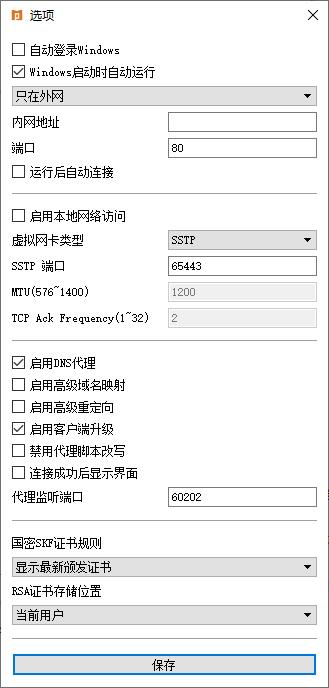 选项
自动登录Windows
Windows启动时自动运行
只在外网
内网地址
端口 80
运行后自动连接
启用本地网络访问
虚拟网卡类型 SSTP
SSTP 端口 65443
MTU(576~1400) 1200
TCP Ack Frequency(1~32) 2
启用DNS代理
启用高级域名映射
启用高级重定向
启用客户端升级
禁用代理脚本改写
连接成功后显示界面
代理监听端口 60202
国密SKF证书规则
显示最新颁发证书
RSA证书存储位置
当前用户
保存